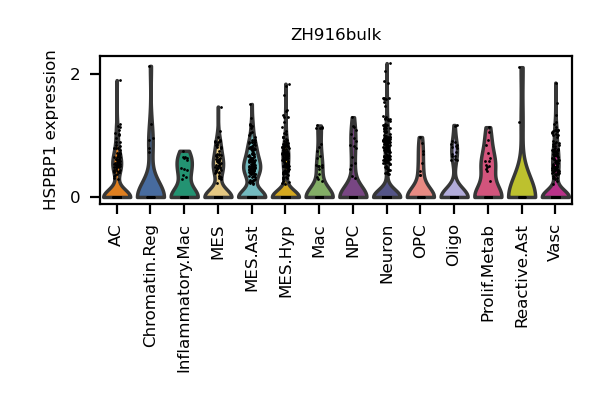 ZH916bulk
HSPBP1 expression
2
0
AC
Chromatin.Reg
Inflammatory.Mac
MES
MES.Ast
MES.Hyp
Mac
NPC
Neuron
OPC
Oligo
Prolif.Metab
Reactive.Ast
Vasc